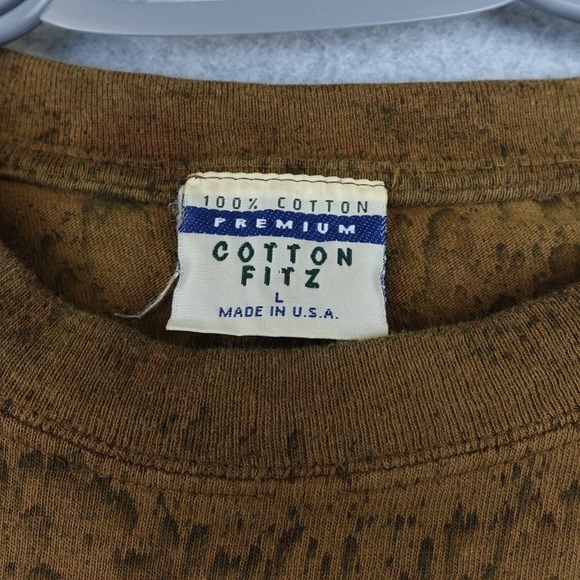 100% COTTON
PREMIUM
COTTON
FITZ
L
MADE IN U.S.A.